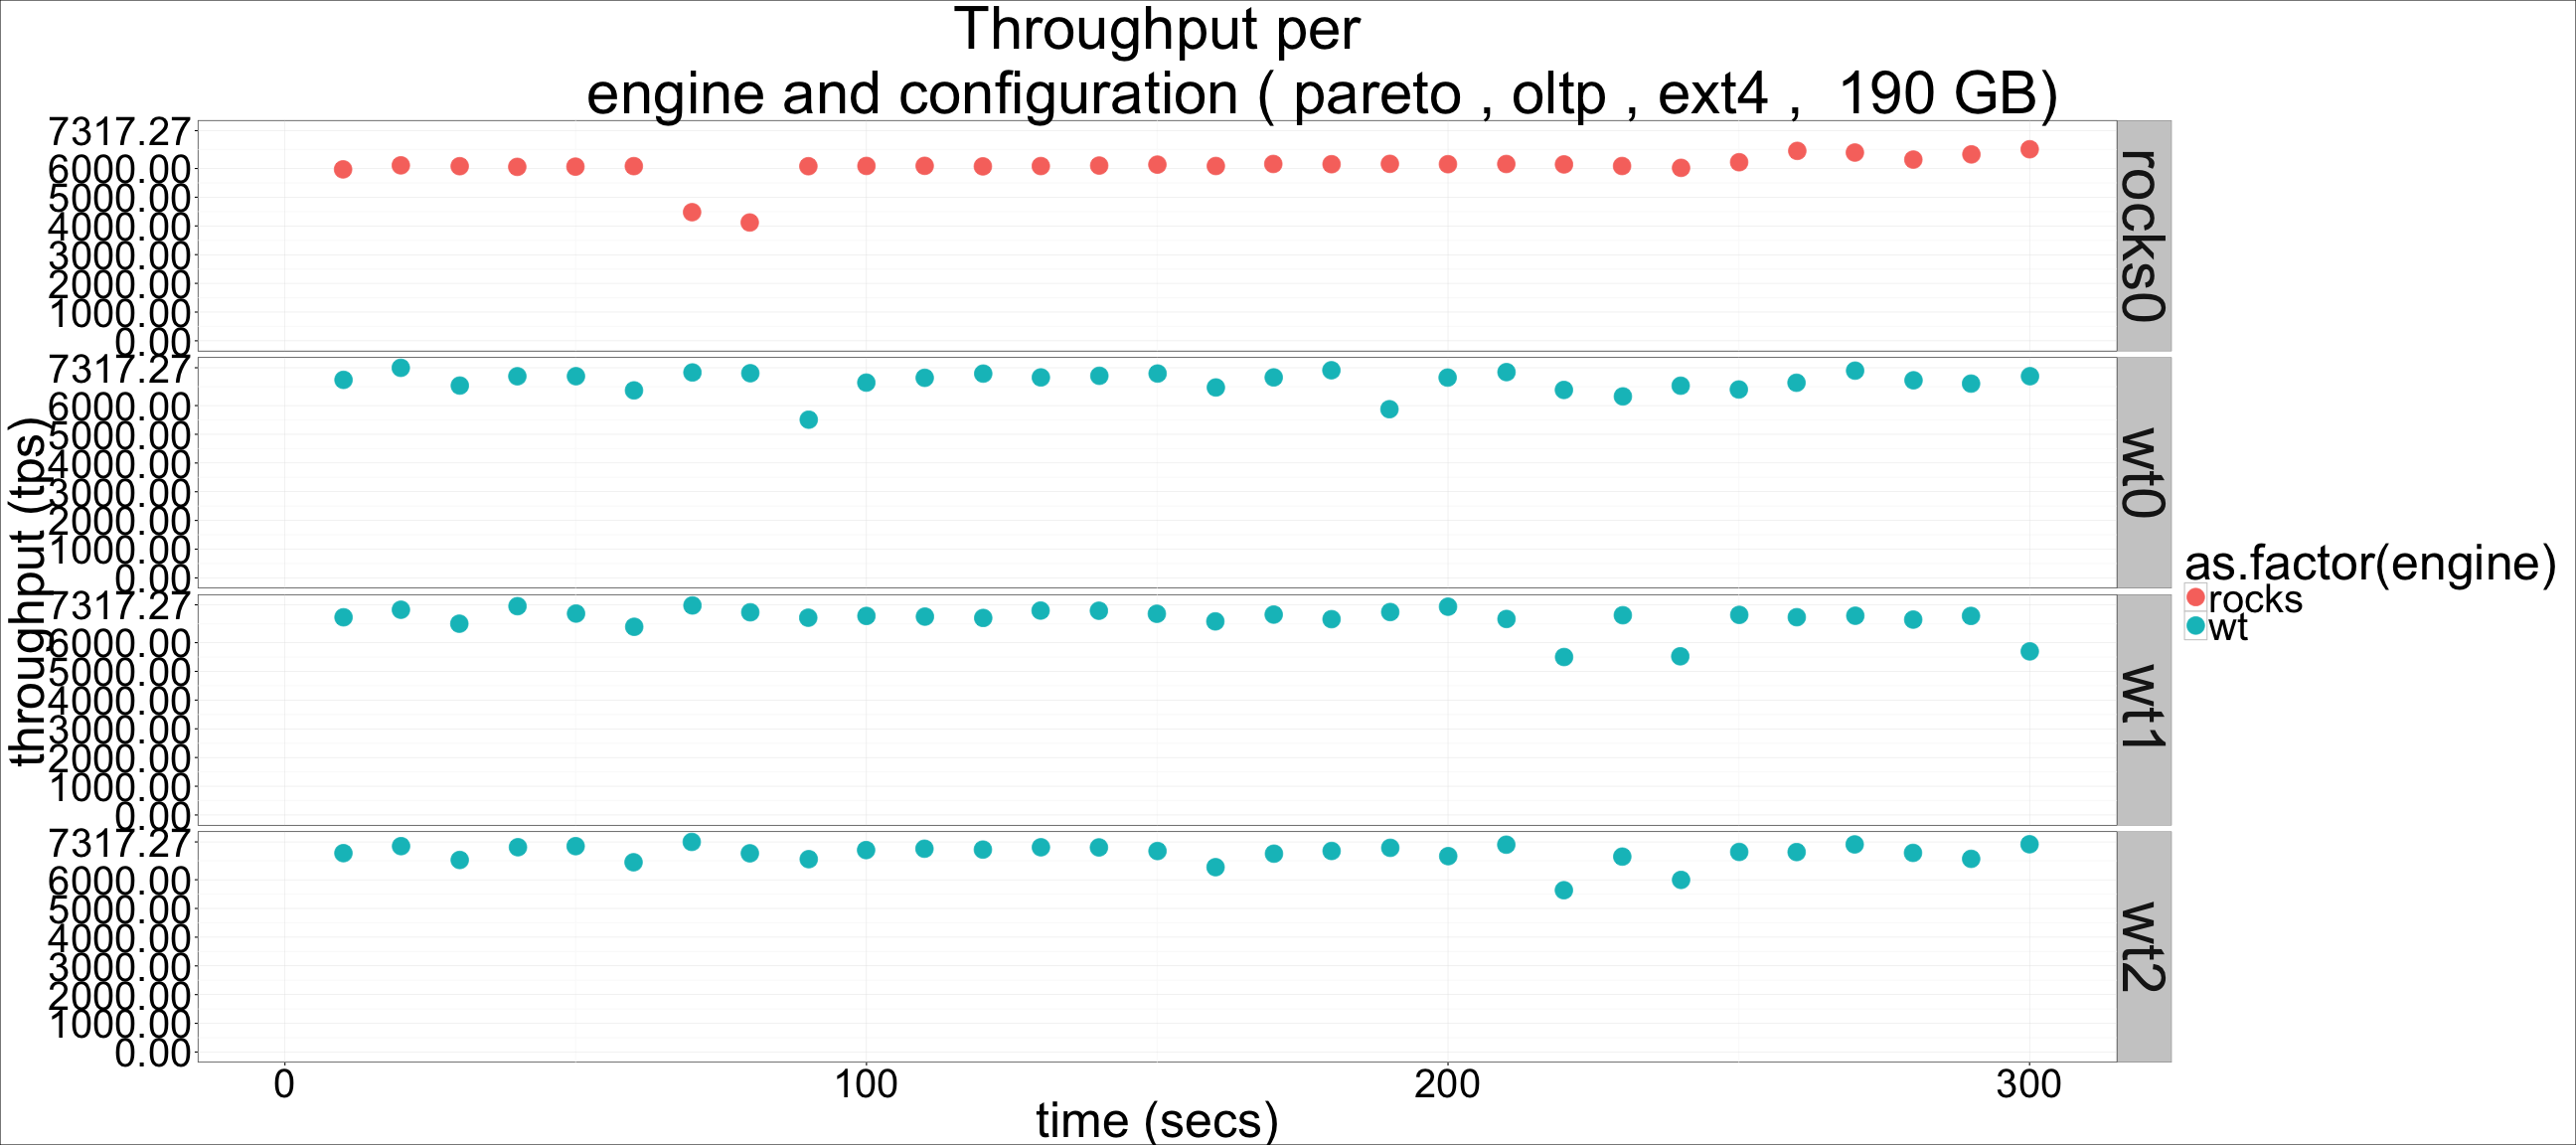 Throughput per
engine and configuration ( pareto , oltp , ext4 ,  190 GB)
throughput (tps)
7317.27
6000.00
5000.00
4000.00
3000.00
2000.00
1000.00
0.00
rocks0
7317.27
6000.00
5000.00
4000.00
3000.00
2000.00
1000.00
0.00
wt0
7317.27
6000.00
5000.00
4000.00
3000.00
2000.00
1000.00
0.00
wt1
7317.27
6000.00
5000.00
4000.00
3000.00
2000.00
1000.00
0.00
wt2
0 100 200 300
time (secs)
as.factor(engine)
rocks
wt